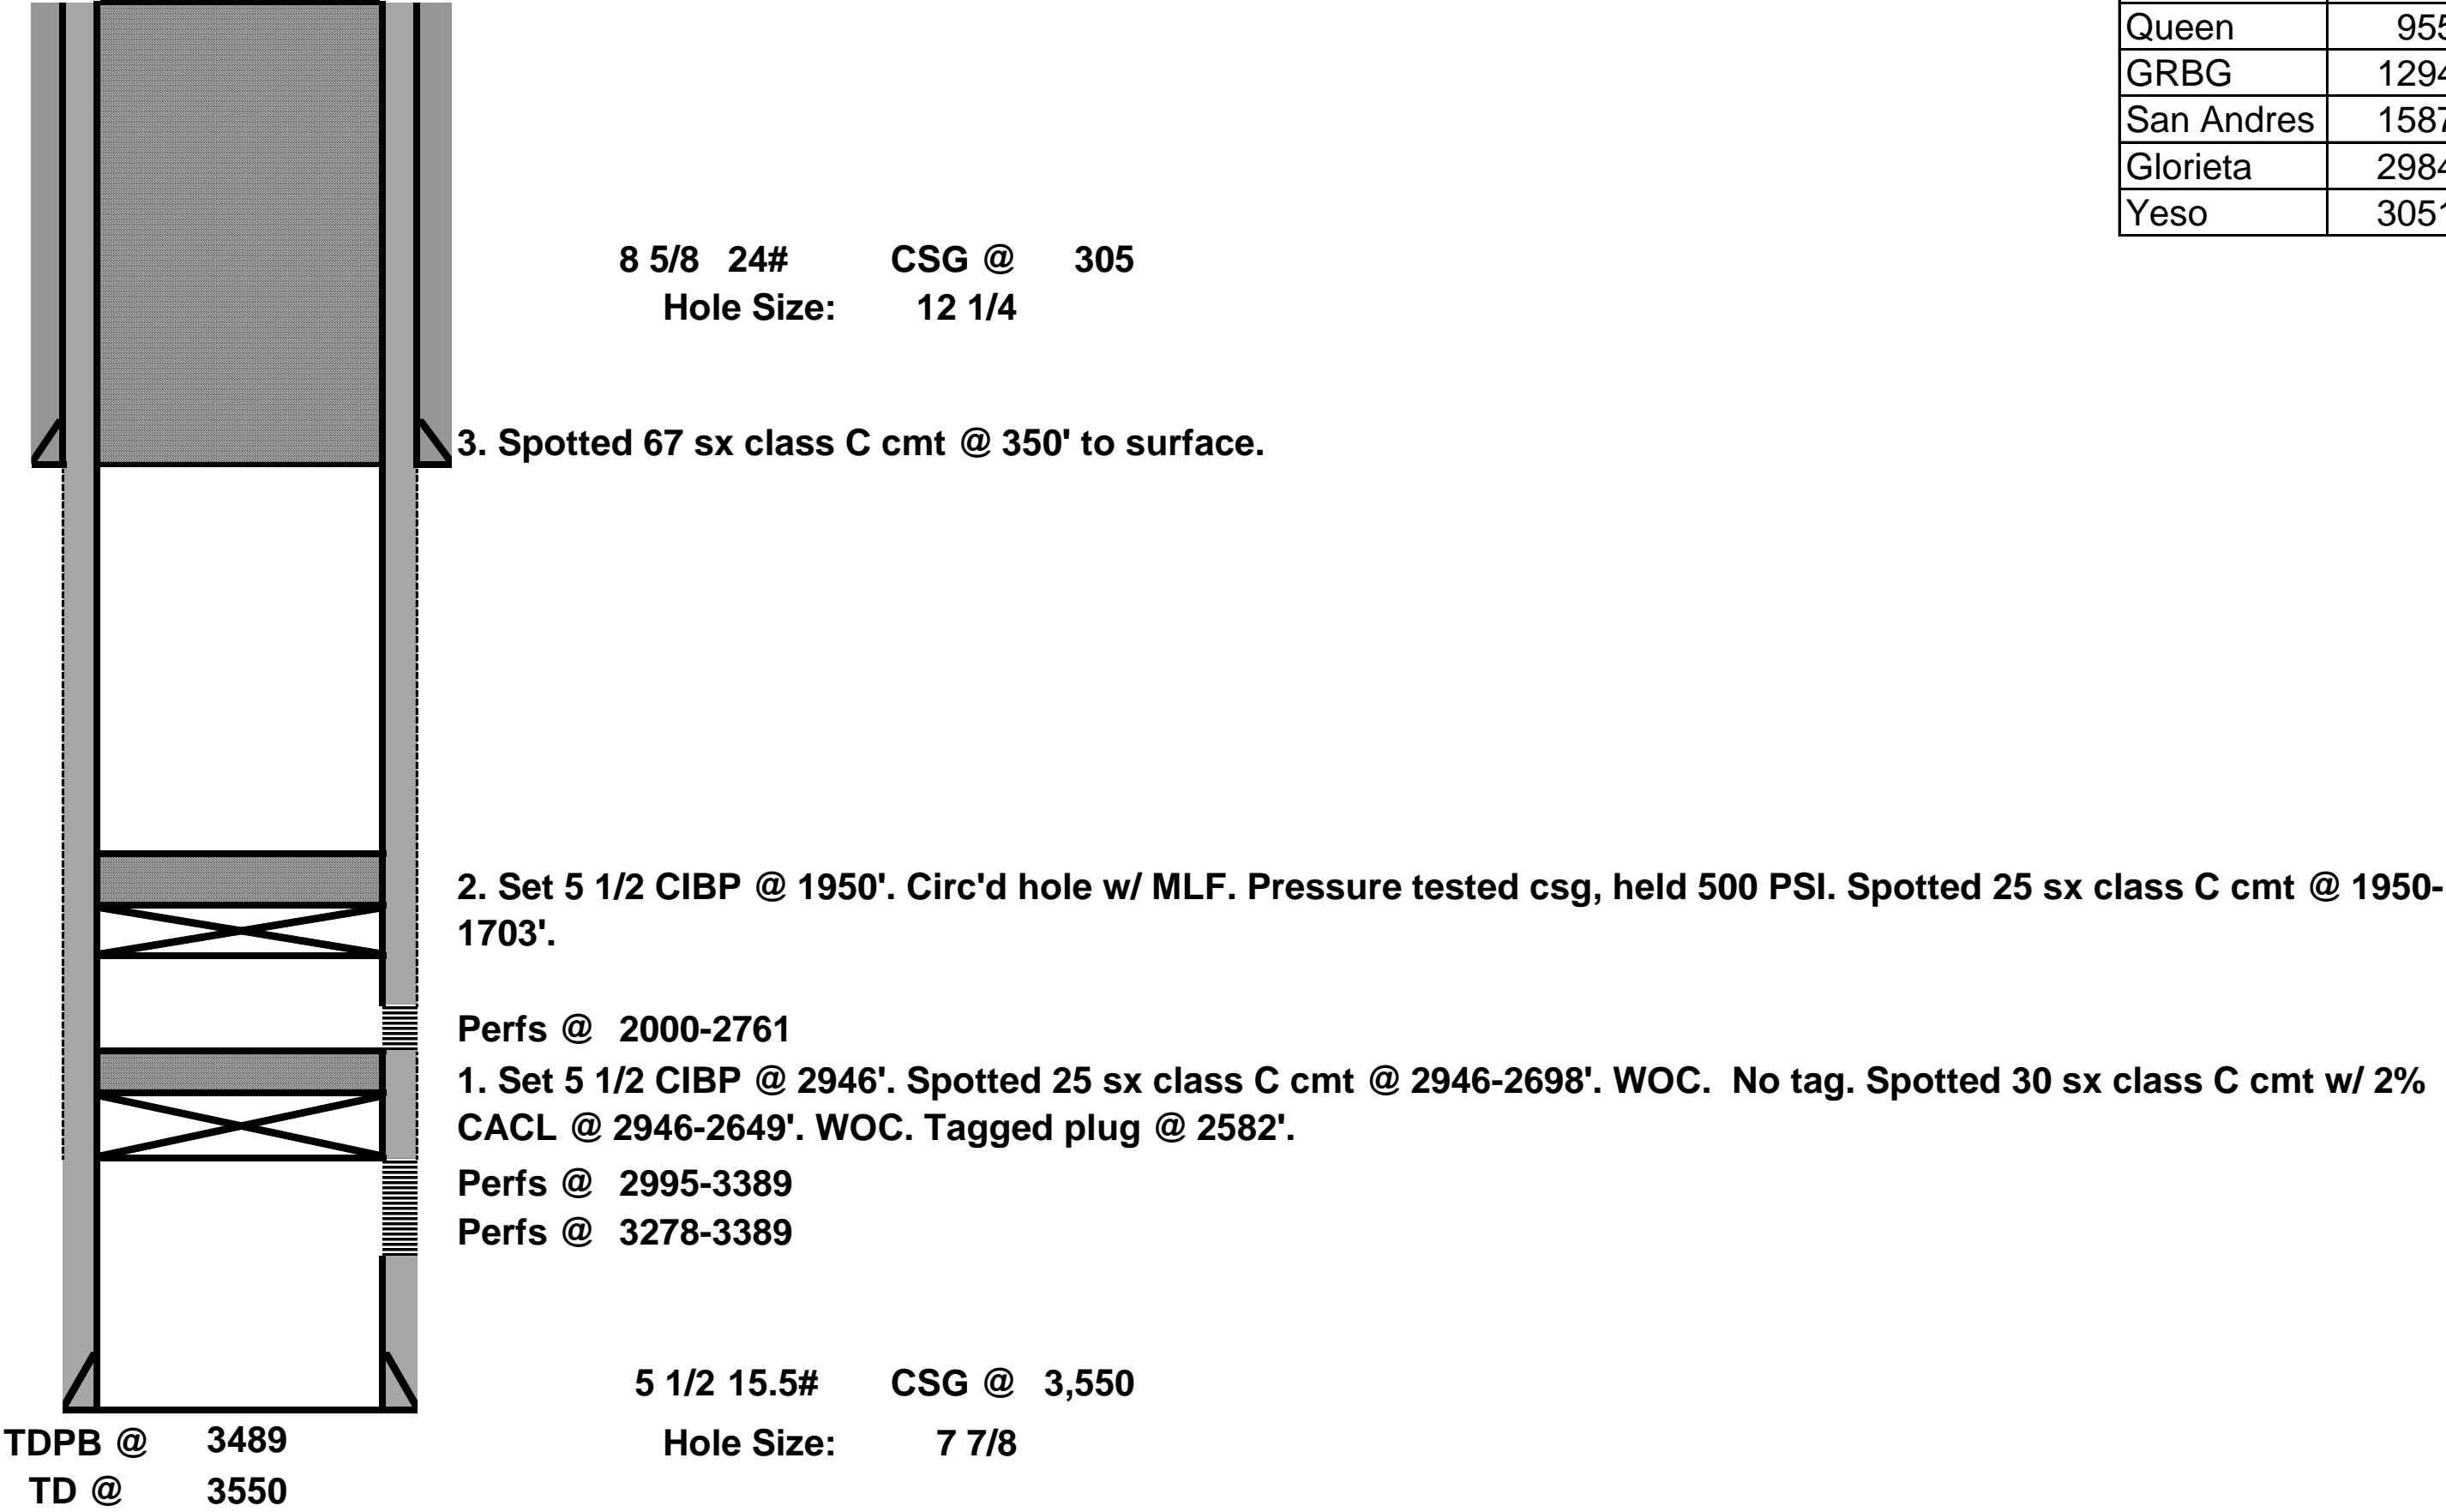 Queen 955
GRBG 1294
San Andres 1587
Glorieta 2984
Yeso 3051
8 5/8 24# CSG @ 305
Hole Size: 12 1/4
3. Spotted 67 sx class C cmt @ 350' to surface.
2. Set 5 1/2 CIBP @ 1950'. Circ'd hole w/ MLF. Pressure tested csg, held 500 PSI. Spotted 25 sx class C cmt @ 1950-
1703'.
Perfs @ 2000-2761
1. Set 5 1/2 CIBP @ 2946'. Spotted 25 sx class C cmt @ 2946-2698'. WOC.  No tag. Spotted 30 sx class C cmt w/ 2%
CACL @ 2946-2649'. WOC. Tagged plug @ 2582'.
Perfs @ 2995-3389
Perfs @ 3278-3389
5 1/2 15.5# CSG @ 3,550
TDPB @ 3489
Hole Size: 7 7/8
TD @ 3550